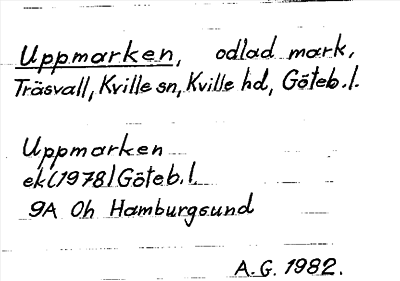 Uppmarken, odlad mark,
Träsvall, Kville sn, Kville hd, Göteb.l.
Uppmarken
ek(1978) Göteb.l.
9A 0h Hamburgsund
A.G. 1982.